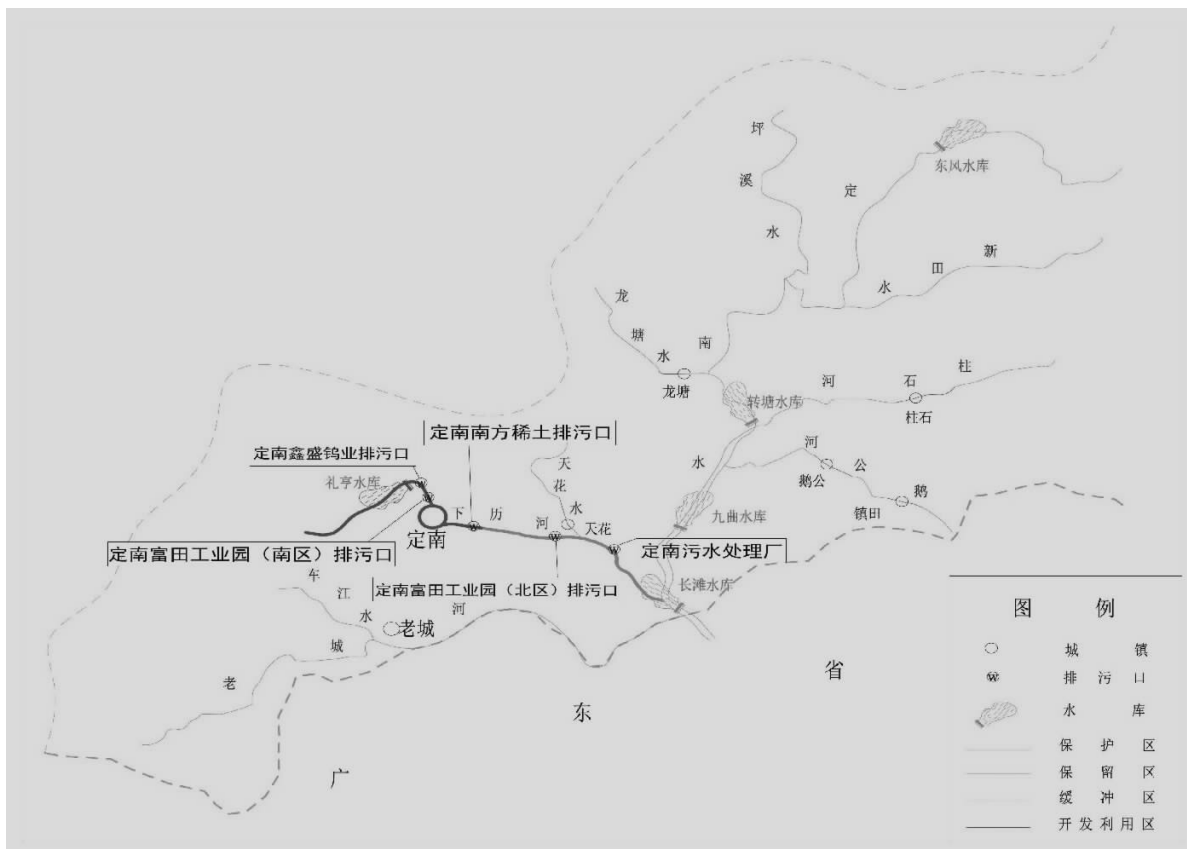 坪溪水
定南水
东风水库
新田水
龙塘水
龙塘
转塘水库
柱石河
柱石
鹅公河
鹅公
镇田
定南南方稀土排污口
定南鑫盛钨业排污口
礼亨水库
天花水
九曲水库
下历河
天花
定南
定南污水处理厂
定南富田工业园（南区）排污口
定南富田工业园（北区）排污口
长滩水库
车江水
老城
老城河
广东省
图例
城镇
排污口
水库
保护区
保留区
缓冲区
开发利用区